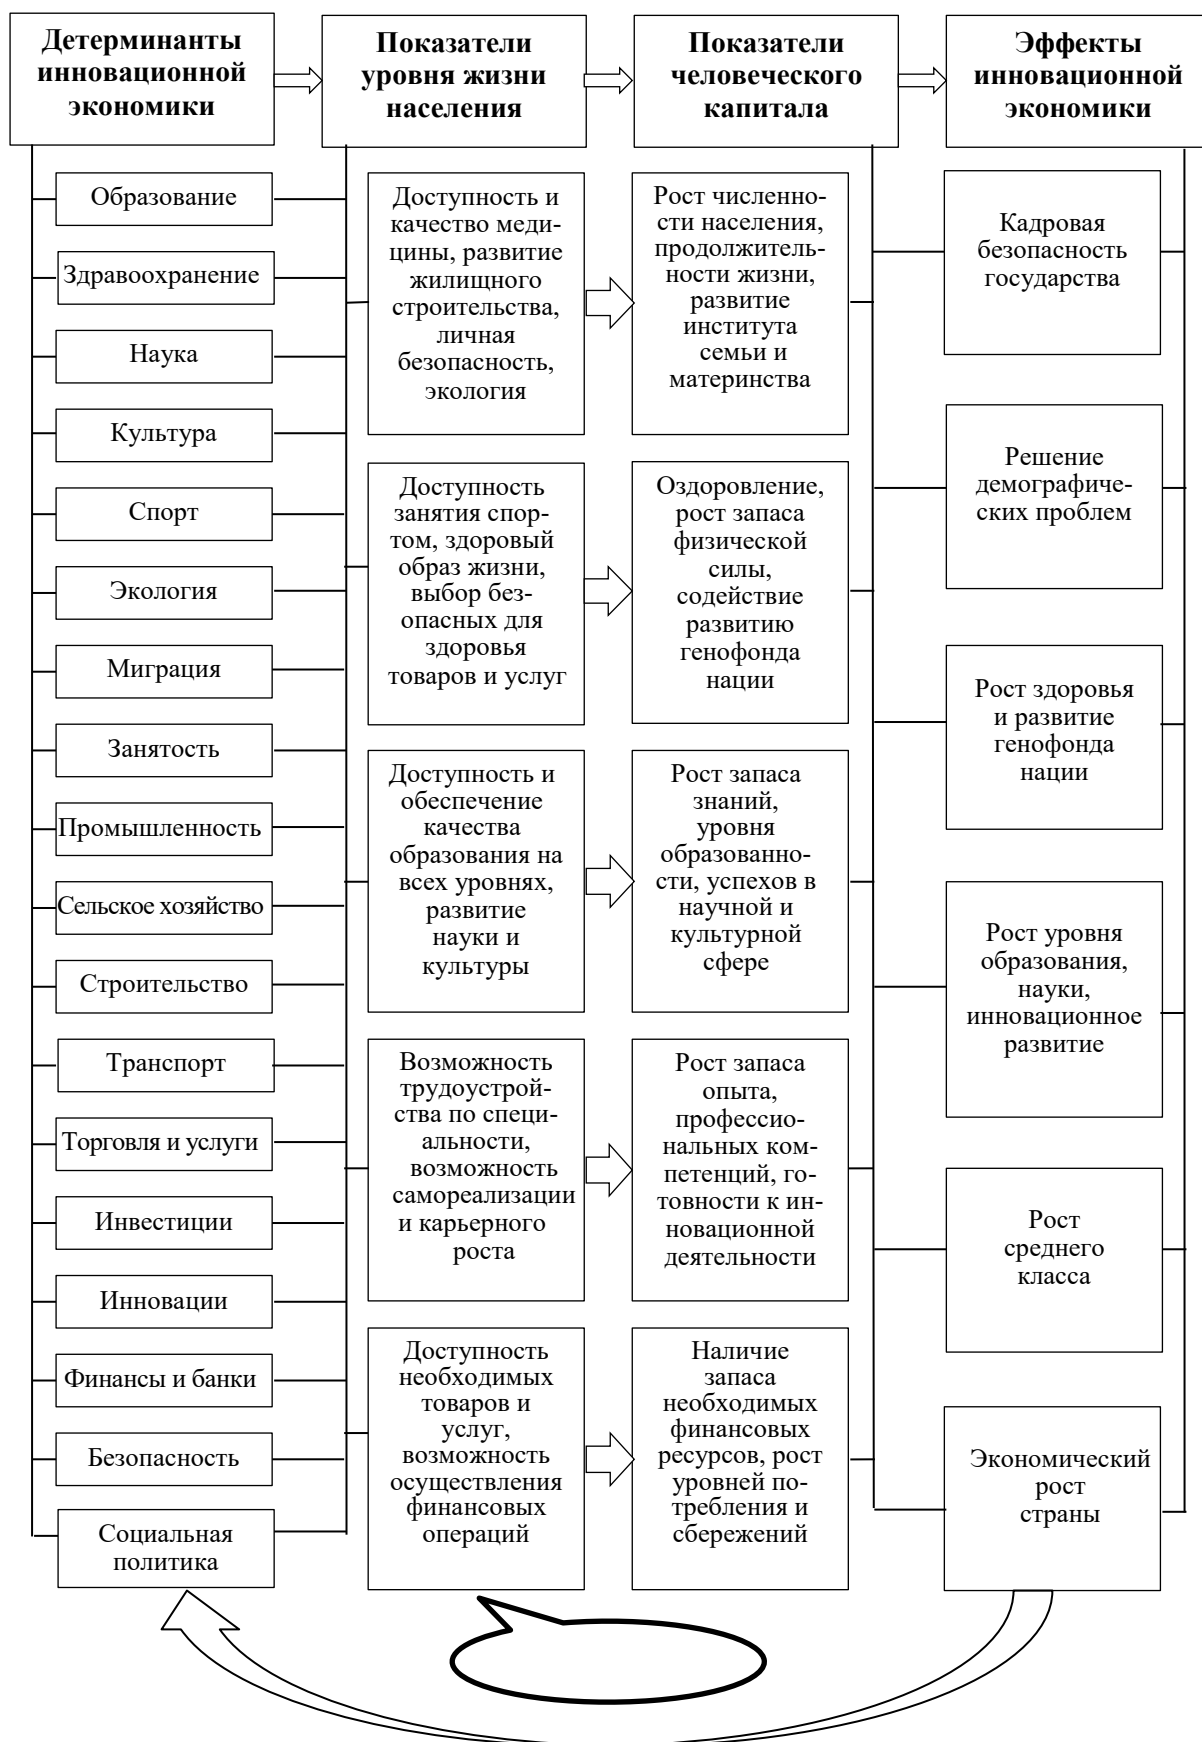 Детерминанты
инновационной
экономики
Показатели
уровня жизни
населения
Показатели
человеческого
капитала
Эффекты
инновационной
экономики
Образование
Здравоохранение
Наука
Культура
Спорт
Экология
Миграция
Занятость
Промышленность
Сельское хозяйство
Строительство
Транспорт
Торговля и услуги
Инвестиции
Инновации
Финансы и банки
Безопасность
Социальная
политика
Доступность и
качество меди-
цины, развитие
жилищного
строительства,
личная
безопасность,
экология
Доступность
занятия спор-
том, здоровый
образ жизни,
выбор без-
опасных для
здоровья
товаров и услуг
Доступность и
обеспечение
качества
образования на
всех уровнях,
развитие
науки и
культуры
Возможность
трудоустрой-
ства по специ-
альности,
возможность
самореализации
и карьерного
роста
Доступность
необходимых
товаров и
услуг,
возможность
осуществления
финансовых
операций
Рост численно-
сти населения,
продолжитель-
ности жизни,
развитие
института
семьи и
материнства
Оздоровление,
рост запаса
физической
силы,
содействие
развитию
генофонда
нации
Рост запаса
знаний,
уровня
образованно-
сти, успехов в
научной и
культурной
сфере
Рост запаса
опыта,
профессио-
нальных ком-
петенций, го-
товности к ин-
новационной
деятельности
Наличие
запаса
необходимых
финансовых
ресурсов, рост
уровней по-
требления и
сбережений
Кадровая
безопасность
государства
Решение
демографиче-
ских проблем
Рост здоровья
и развитие
генофонда
нации
Рост уровня
образования,
науки,
инновационное
развитие
Рост
среднего
класса
Экономический
рост
страны